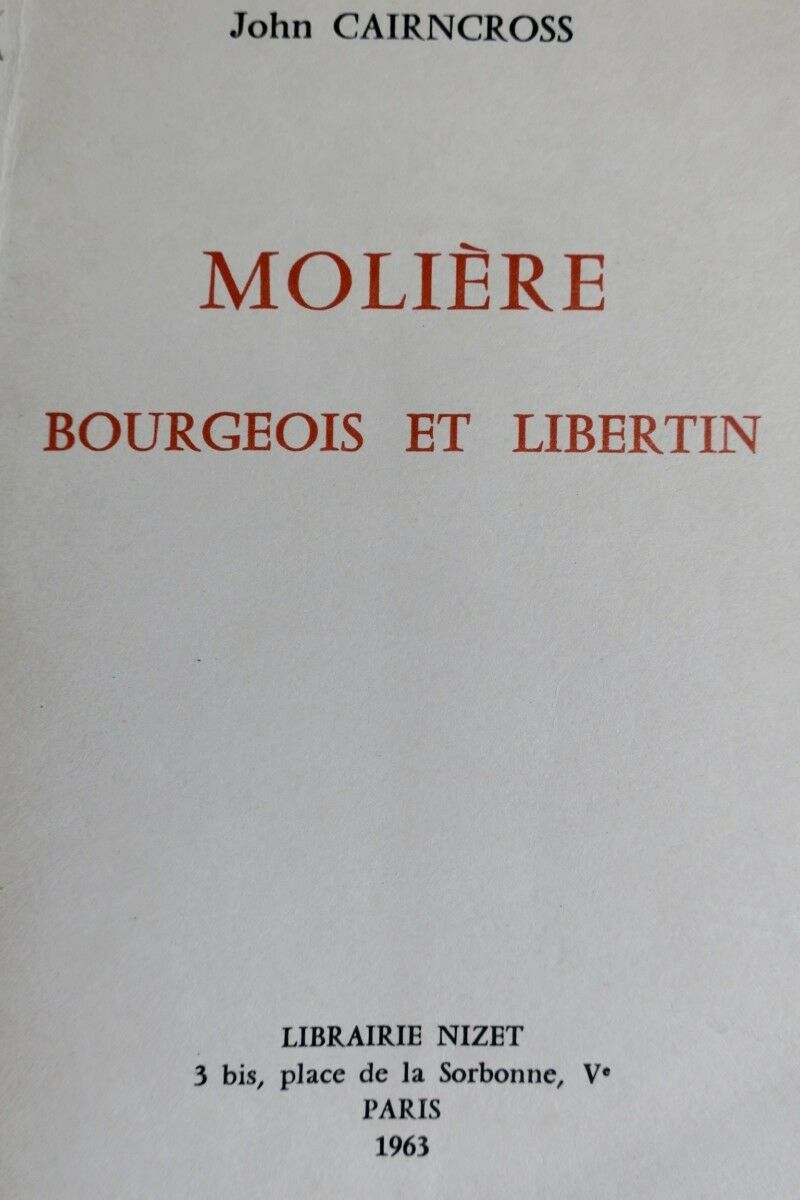 John CAIRNCROSS
MOLIÈRE
BOURGEOIS ET LIBERTIN
LIBRAIRIE NIZET
3 bis, place de la Sorbonne, Vᵉ
PARIS
1963